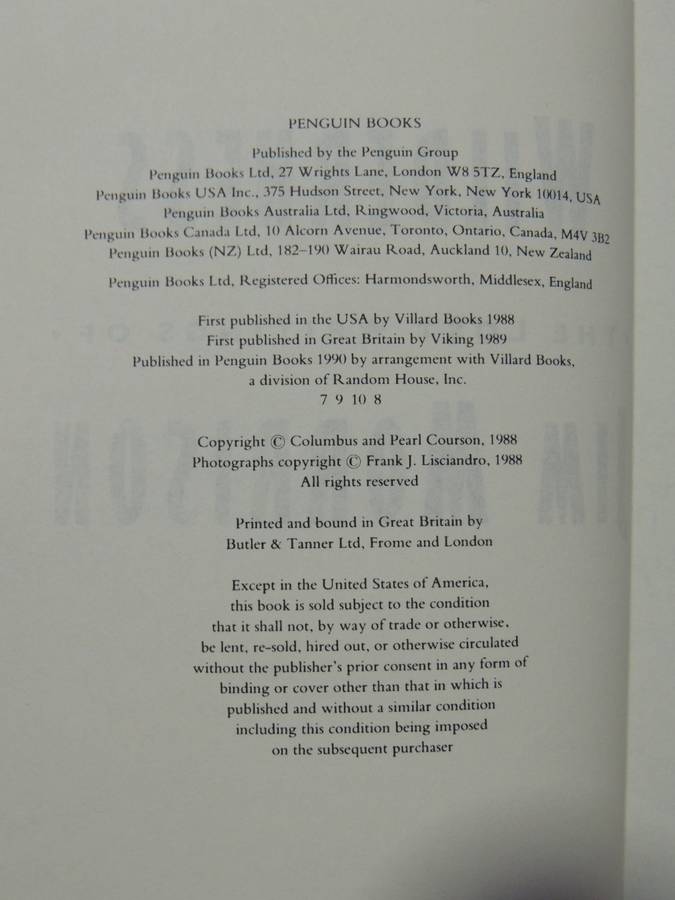 PENGUIN BOOKS
Published by the Penguin Group
Penguin Books Ltd, 27 Wrights Lane, London W8 5TZ, England
Penguin Books USA Inc., 375 Hudson Street, New York, New York 10014, USA
Penguin Books Australia Ltd, Ringwood, Victoria, Australia
Penguin Books Canada Ltd, 10 Alcorn Avenue, Toronto, Ontario, Canada, M4V 3B2
Penguin Books (NZ) Ltd, 182–190 Wairau Road, Auckland 10, New Zealand
Penguin Books Ltd, Registered Offices: Harmondsworth, Middlesex, England
First published in the USA by Villard Books 1988
First published in Great Britain by Viking 1989
Published in Penguin Books 1990 by arrangement with Villard Books,
a division of Random House, Inc.
7 9 10 8
Copyright © Columbus and Pearl Courson, 1988
Photographs copyright © Frank J. Lisciandro, 1988
All rights reserved
Printed and bound in Great Britain by
Butler & Tanner Ltd, Frome and London
Except in the United States of America,
this book is sold subject to the condition
that it shall not, by way of trade or otherwise,
be lent, re-sold, hired out, or otherwise circulated
without the publisher's prior consent in any form of
binding or cover other than that in which is
published and without a similar condition
including this condition being imposed
on the subsequent purchaser